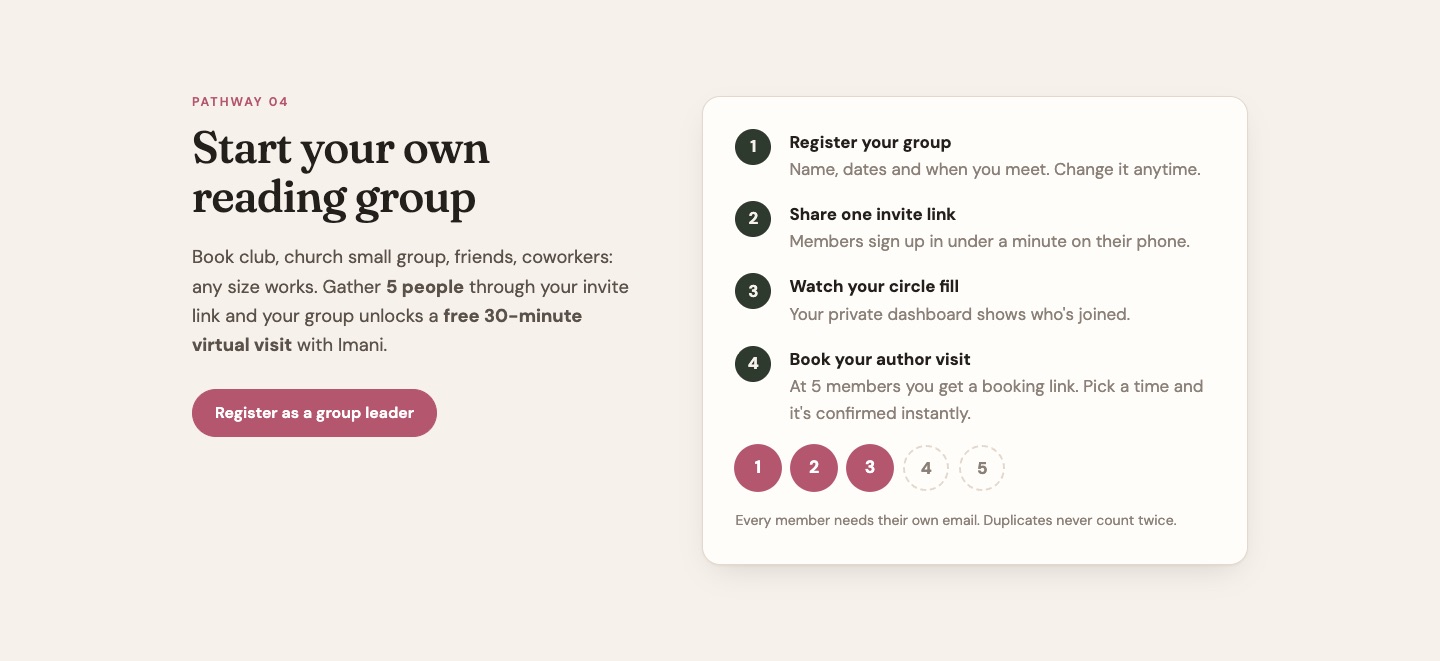 PATHWAY 04
Start your own
reading group
Book club, church small group, friends, coworkers:
any size works. Gather 5 people through your invite
link and your group unlocks a free 30-minute
virtual visit with Imani.
Register as a group leader
1
Register your group
Name, dates and when you meet. Change it anytime.
2
Share one invite link
Members sign up in under a minute on their phone.
3
Watch your circle fill
Your private dashboard shows who's joined.
4
Book your author visit
At 5 members you get a booking link. Pick a time and
it's confirmed instantly.
1 2 3 4 5
Every member needs their own email. Duplicates never count twice.